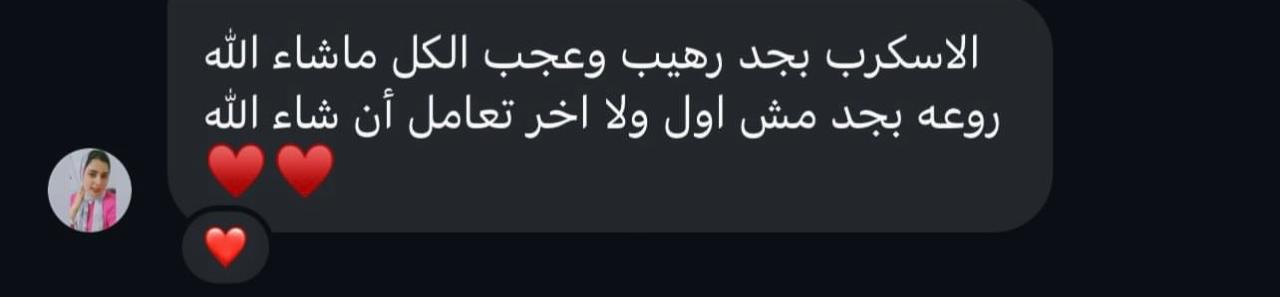 الاسكرب بجد رهيب وعجب الكل ماشاء الله
روعه بجد مش اول ولا اخر تعامل أن شاء الله
♥️♥️
❤️